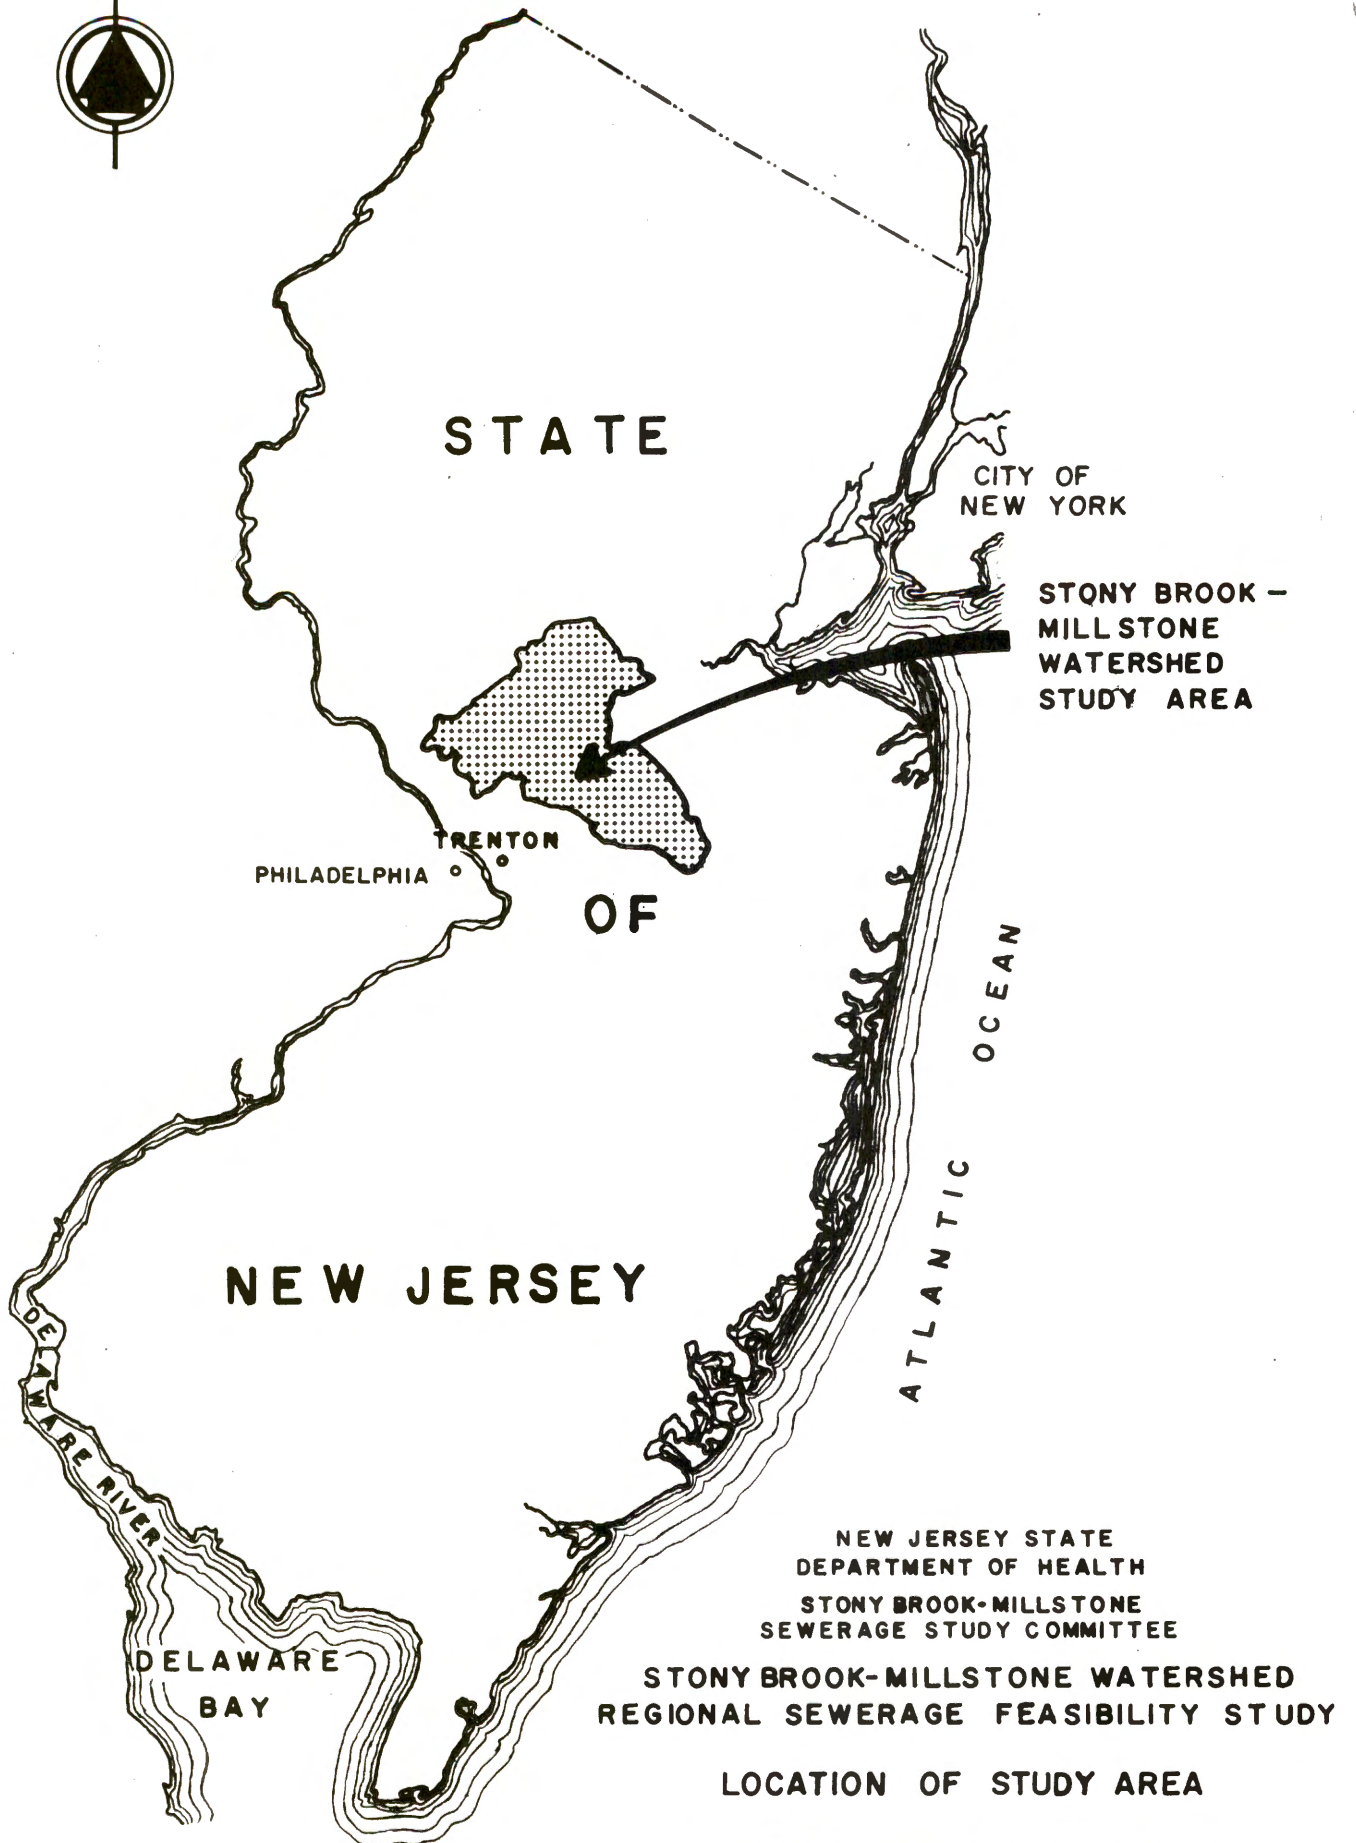 STATE
CITY OF
NEW YORK
STONY BROOK –
MILLSTONE
WATERSHED
STUDY AREA
TRENTON
PHILADELPHIA
OF
ATLANTIC OCEAN
NEW JERSEY
DELAWARE RIVER
DELAWARE
BAY
NEW JERSEY STATE
DEPARTMENT OF HEALTH
STONY BROOK-MILLSTONE
SEWERAGE STUDY COMMITTEE
STONY BROOK-MILLSTONE WATERSHED
REGIONAL SEWERAGE FEASIBILITY STUDY
LOCATION OF STUDY AREA